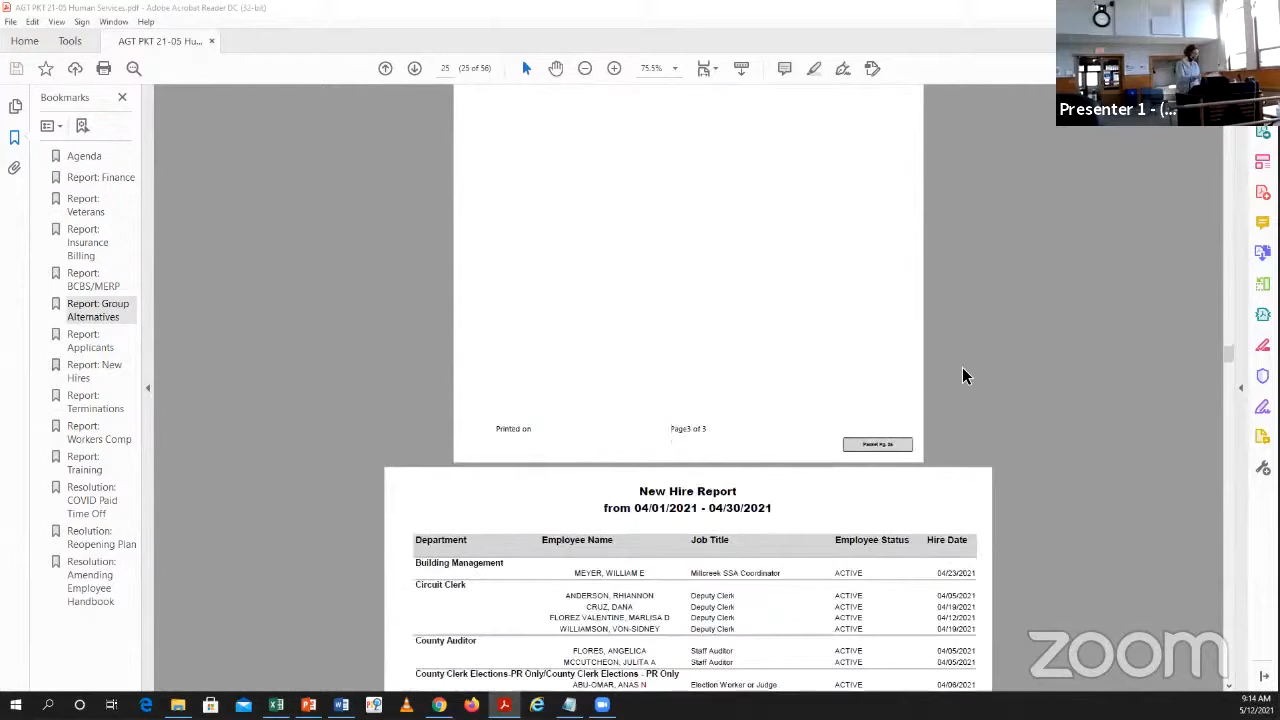 AGT PKT 21-05 Human Services.pdf - Adobe Acrobat Reader DC (32-bit)
File Edit View Sign Window Help
Home Tools AGT PKT 21-05 Hu... ×
25 (25 of 56) 75.5%
Presenter 1 - (...
Bookmarks
Agenda
Report: Finance
Report:
Veterans
Report:
Insurance
Billing
Report:
BCBS/MERP
Report: Group
Alternatives
Report:
Applicants
Report: New
Hires
Report:
Terminations
Report:
Workers Comp
Report:
Training
Resolution:
COVID Paid
Time Off
Reolution:
Reopening Plan
Resolution:
Amending
Employee
Handbook
Printed on Page3 of 3
New Hire Report
from 04/01/2021 - 04/30/2021
Department Employee Name Job Title Employee Status Hire Date
Building Management
MEYER, WILLIAM E Millcreek SSA Coordinator ACTIVE 04/23/2021
Circuit Clerk
ANDERSON, RHIANNON Deputy Clerk ACTIVE 04/05/2021
CRUZ, DANA Deputy Clerk ACTIVE 04/19/2021
FLOREZ VALENTINE, MARLISA D Deputy Clerk ACTIVE 04/12/2021
WILLIAMSON, VON-SIDNEY Deputy Clerk ACTIVE 04/19/2021
County Auditor
FLORES, ANGELICA Staff Auditor ACTIVE 04/05/2021
MCCUTCHEON, JULITA A Staff Auditor ACTIVE 04/05/2021
County Clerk Elections-PR Only/County Clerk Elections - PR Only
ABU-OMAR, ANAS N Election Worker or Judge ACTIVE 04/06/2021
zoom
9:14 AM
5/12/2021